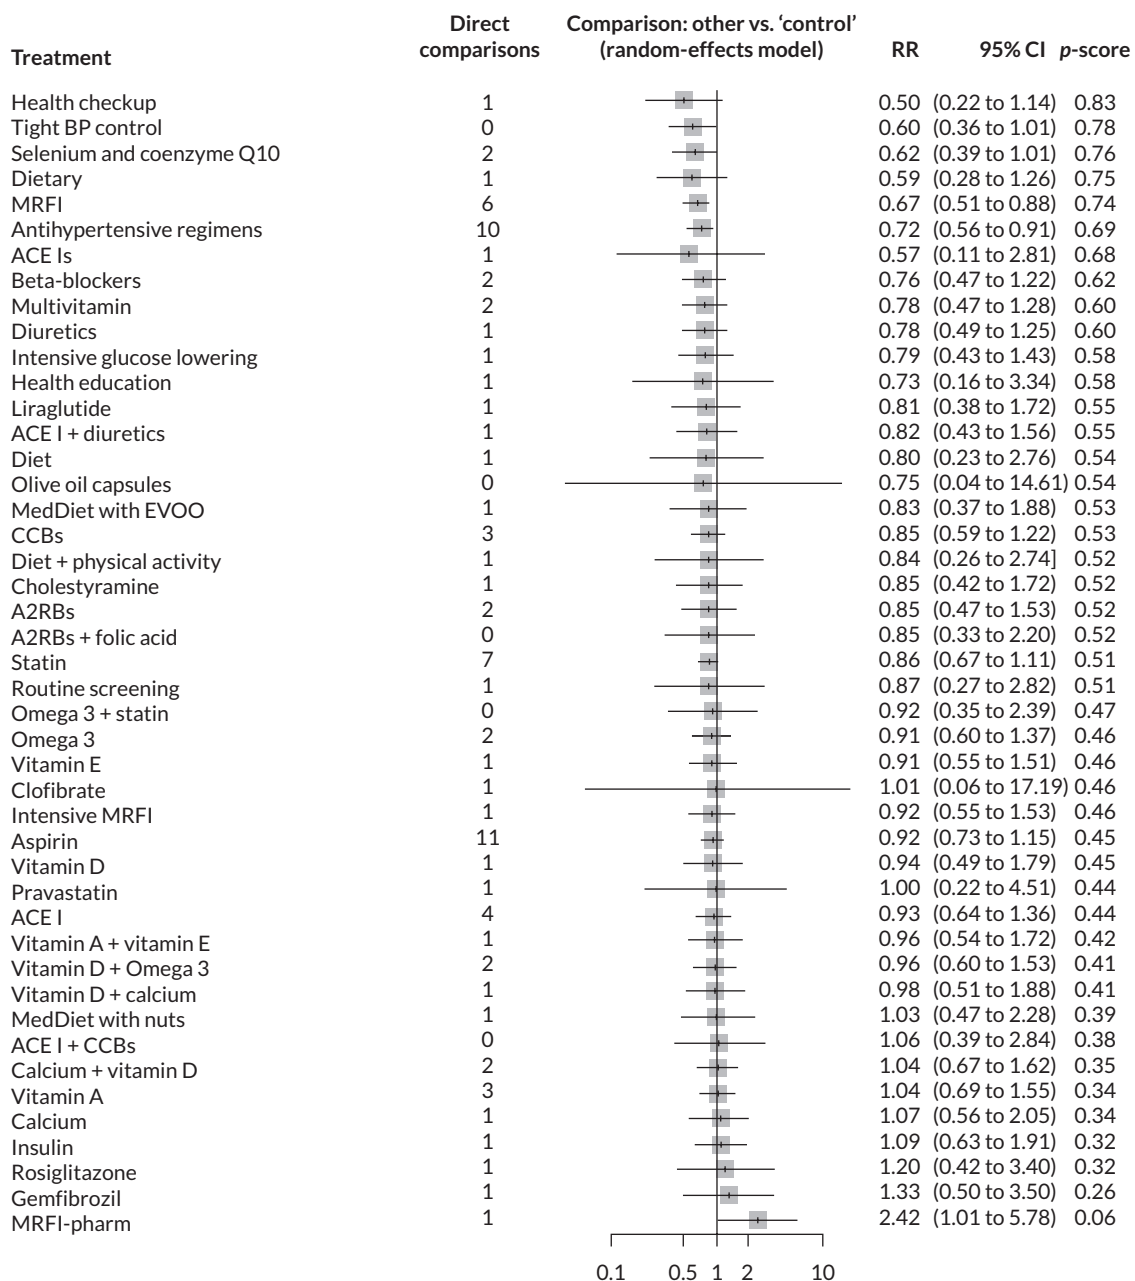 Treatment Direct comparisons Comparison: other vs. ‘control’ (random-effects model) RR 95% CI p-score
Health checkup 1 0.50 (0.22 to 1.14) 0.83
Tight BP control 0 0.60 (0.36 to 1.01) 0.78
Selenium and coenzyme Q10 2 0.62 (0.39 to 1.01) 0.76
Dietary 1 0.59 (0.28 to 1.26) 0.75
MRFI 6 0.67 (0.51 to 0.88) 0.74
Antihypertensive regimens 10 0.72 (0.56 to 0.91) 0.69
ACE Is 1 0.57 (0.11 to 2.81) 0.68
Beta-blockers 2 0.76 (0.47 to 1.22) 0.62
Multivitamin 2 0.78 (0.47 to 1.28) 0.60
Diuretics 1 0.78 (0.49 to 1.25) 0.60
Intensive glucose lowering 1 0.79 (0.43 to 1.43) 0.58
Health education 1 0.73 (0.16 to 3.34) 0.58
Liraglutide 1 0.81 (0.38 to 1.72) 0.55
ACE I + diuretics 1 0.82 (0.43 to 1.56) 0.55
Diet 1 0.80 (0.23 to 2.76) 0.54
Olive oil capsules 0 0.75 (0.04 to 14.61) 0.54
MedDiet with EVOO 1 0.83 (0.37 to 1.88) 0.53
CCBs 3 0.85 (0.59 to 1.22) 0.53
Diet + physical activity 1 0.84 (0.26 to 2.74] 0.52
Cholestyramine 1 0.85 (0.42 to 1.72) 0.52
A2RBs 2 0.85 (0.47 to 1.53) 0.52
A2RBs + folic acid 0 0.85 (0.33 to 2.20) 0.52
Statin 7 0.86 (0.67 to 1.11) 0.51
Routine screening 1 0.87 (0.27 to 2.82) 0.51
Omega 3 + statin 0 0.92 (0.35 to 2.39) 0.47
Omega 3 2 0.91 (0.60 to 1.37) 0.46
Vitamin E 1 0.91 (0.55 to 1.51) 0.46
Clofibrate 1 1.01 (0.06 to 17.19) 0.46
Intensive MRFI 1 0.92 (0.55 to 1.53) 0.46
Aspirin 11 0.92 (0.73 to 1.15) 0.45
Vitamin D 1 0.94 (0.49 to 1.79) 0.45
Pravastatin 1 1.00 (0.22 to 4.51) 0.44
ACE I 4 0.93 (0.64 to 1.36) 0.44
Vitamin A + vitamin E 1 0.96 (0.54 to 1.72) 0.42
Vitamin D + Omega 3 2 0.96 (0.60 to 1.53) 0.41
Vitamin D + calcium 1 0.98 (0.51 to 1.88) 0.41
MedDiet with nuts 1 1.03 (0.47 to 2.28) 0.39
ACE I + CCBs 0 1.06 (0.39 to 2.84) 0.38
Calcium + vitamin D 2 1.04 (0.67 to 1.62) 0.35
Vitamin A 3 1.04 (0.69 to 1.55) 0.34
Calcium 1 1.07 (0.56 to 2.05) 0.34
Insulin 1 1.09 (0.63 to 1.91) 0.32
Rosiglitazone 1 1.20 (0.42 to 3.40) 0.32
Gemfibrozil 1 1.33 (0.50 to 3.50) 0.26
MRFI-pharm 1 2.42 (1.01 to 5.78) 0.06
0.1 0.5 1 2 10